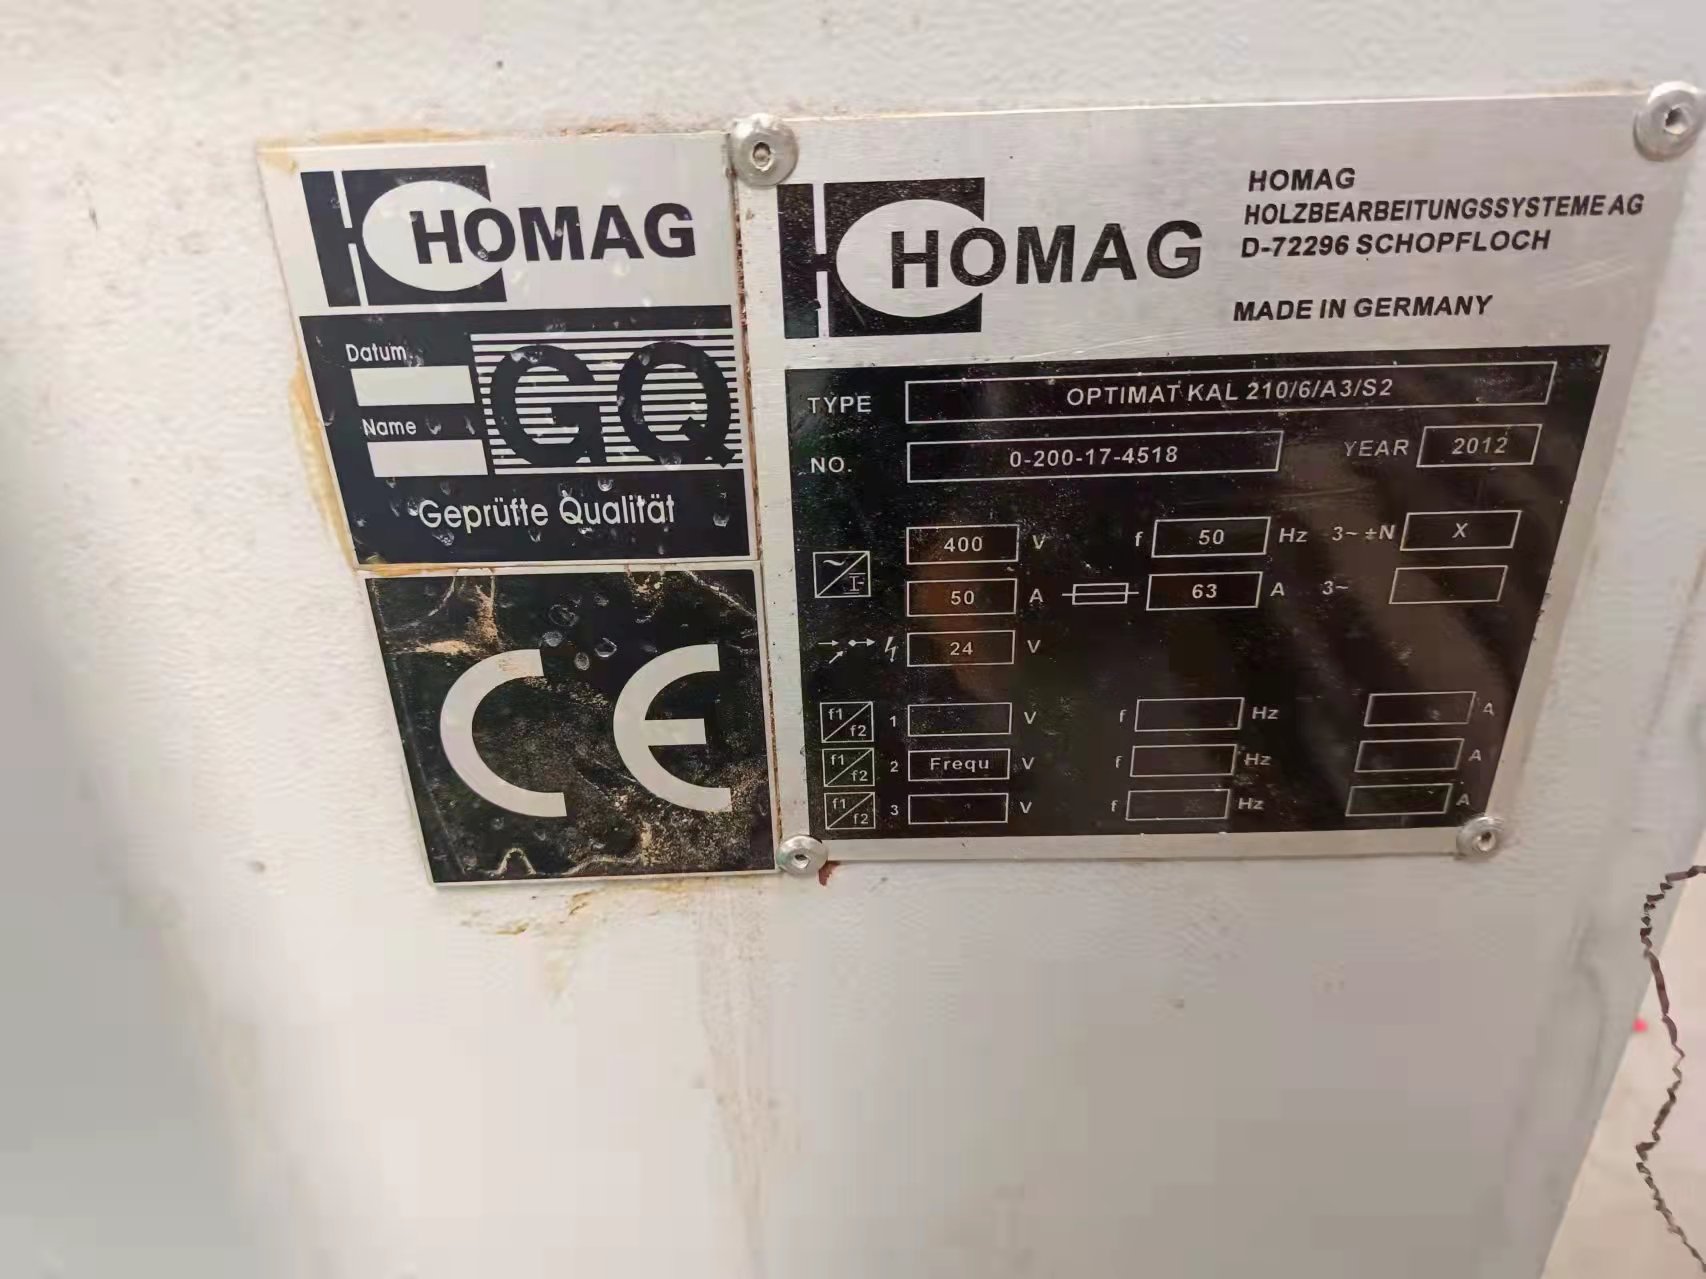 HOMAG
Datum
Name
GQ
Geprüfte Qualität
CE
HOMAG
HOMAG
HOLZBEARBEITUNGSSYSTEME AG
D-72296 SCHOPFLOCH
MADE IN GERMANY
TYPE OPTIMAT KAL 210/6/A3/S2
NO. 0-200-17-4518 YEAR 2012
400 V f 50 Hz 3~ ±N X
50 A 63 A 3~
24 V
f1/f2 1 V f Hz A
f1/f2 2 Frequ V f Hz A
f1/f2 3 V f Hz A